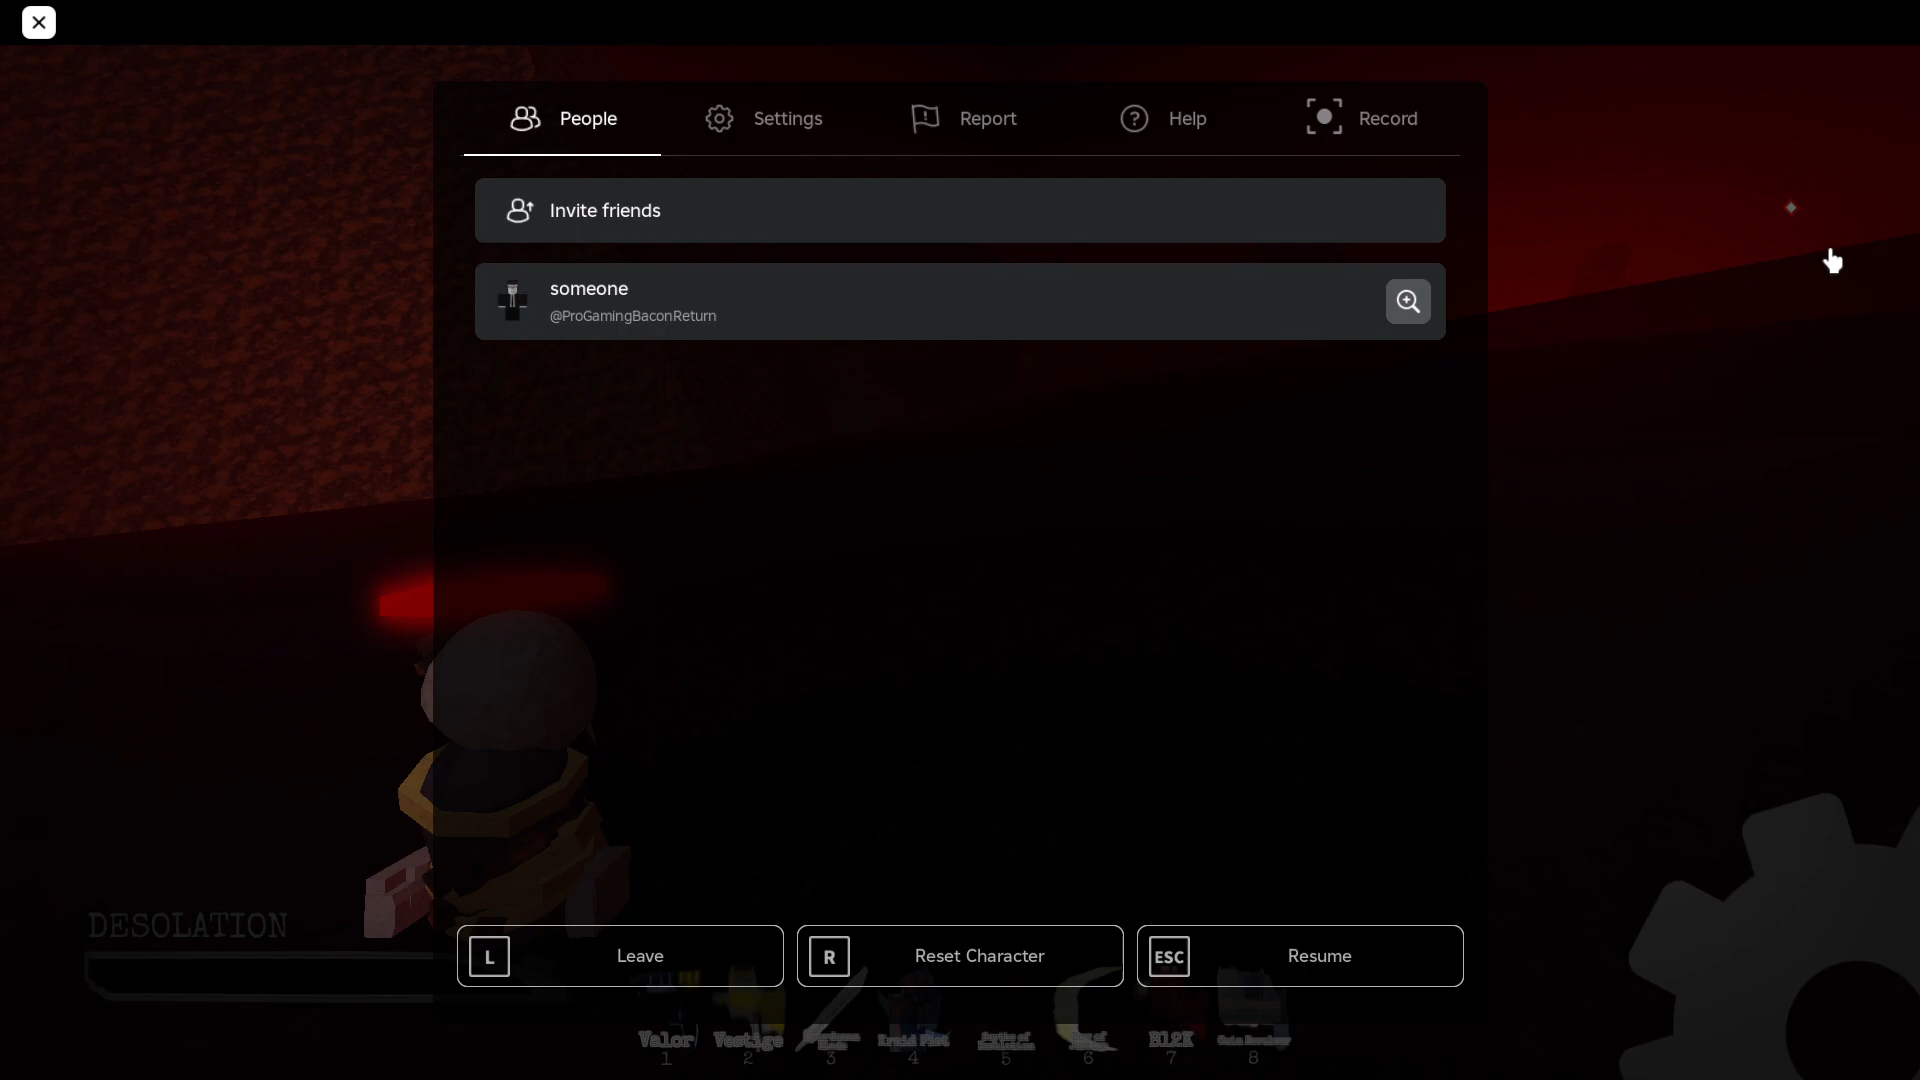 People
Settings
Report
Help
Record
Invite friends
someone
@ProGamingBaconReturn
DESOLATION
L
Leave
R
Reset Character
ESC
Resume
Valor
Vestige
B12K
1
2
3
4
5
6
7
8